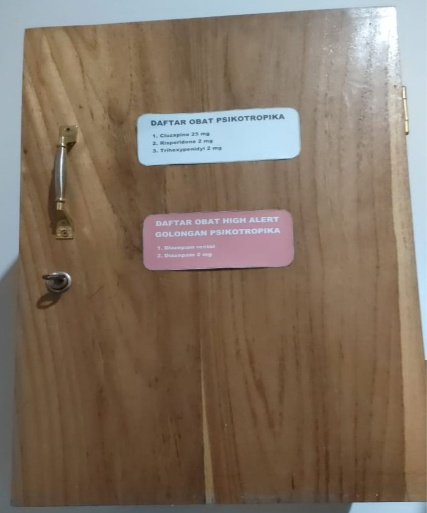 DAFTAR OBAT PSIKOTROPIKA
1. Clozapine 25 mg
2. Risperidone 2 mg
3. Trihexypenidyl 2 mg
DAFTAR OBAT HIGH ALERT
GOLONGAN PSIKOTROPIKA
1. Diazepam rectal
2. Diazepam 2 mg